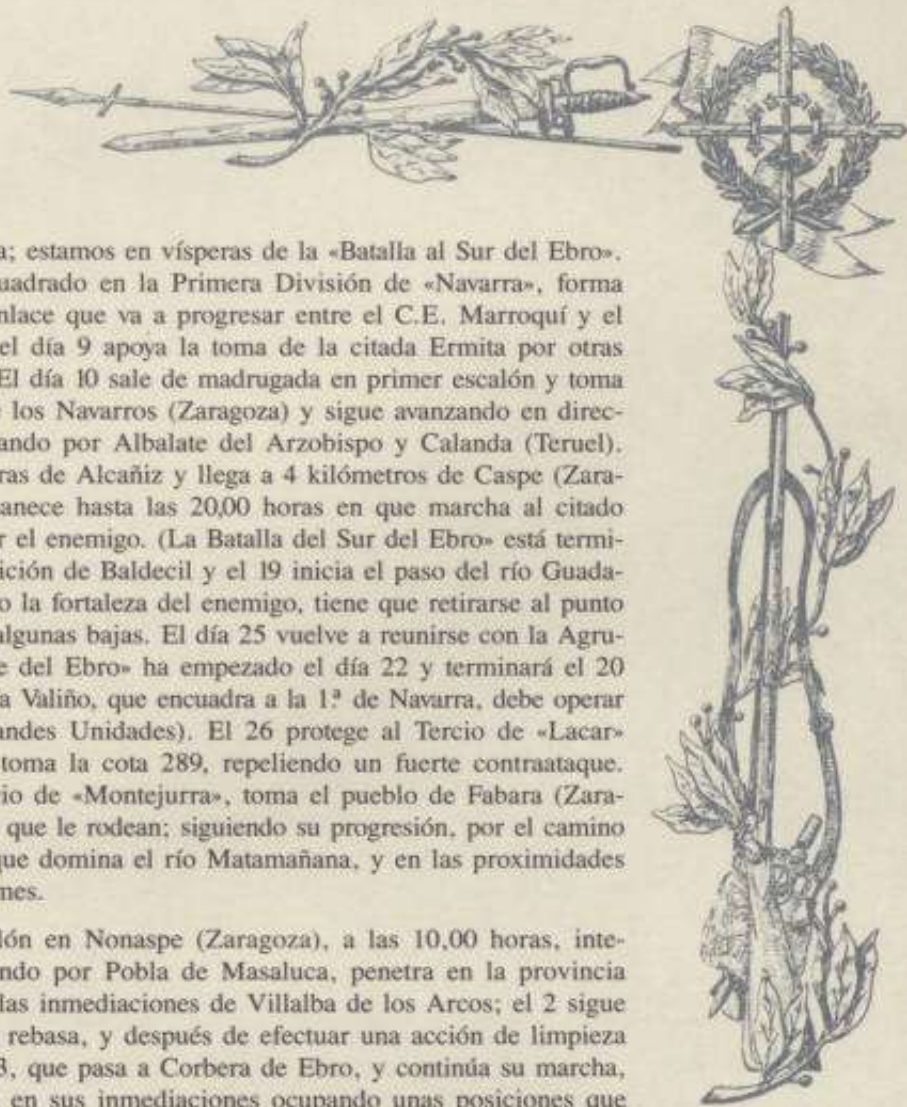 a; estamos en vísperas de la «Batalla al Sur del Ebro».
uadrado en la Primera División de «Navarra», forma
nlace que va a progresar entre el C.E. Marroquí y el
el día 9 apoya la toma de la citada Ermita por otras
El día 10 sale de madrugada en primer escalón y toma
e los Navarros (Zaragoza) y sigue avanzando en direc-
ando por Albalate del Arzobispo y Calanda (Teruel).
ras de Alcañiz y llega a 4 kilómetros de Caspe (Zara-
anece hasta las 20,00 horas en que marcha al citado
r el enemigo. (La Batalla del Sur del Ebro» está termi-
ición de Baldecil y el 19 inicia el paso del río Guada-
o la fortaleza del enemigo, tiene que retirarse al punto
algunas bajas. El día 25 vuelve a reunirse con la Agru-
e del Ebro» ha empezado el día 22 y terminará el 20
a Valiño, que encuadra a la 1.ª de Navarra, debe operar
andes Unidades). El 26 protege al Tercio de «Lacar»
toma la cota 289, repeliendo un fuerte contraataque.
io de «Montejurra», toma el pueblo de Fabara (Zara-
que le rodean; siguiendo su progresión, por el camino
que domina el río Matamañana, y en las proximidades
nes.
lón en Nonaspe (Zaragoza), a las 10,00 horas, inte-
ndo por Pobla de Masaluca, penetra en la provincia
las inmediaciones de Villalba de los Arcos; el 2 sigue
rebasa, y después de efectuar una acción de limpieza
3, que pasa a Corbera de Ebro, y continúa su marcha,
en sus inmediaciones ocupando unas posiciones que